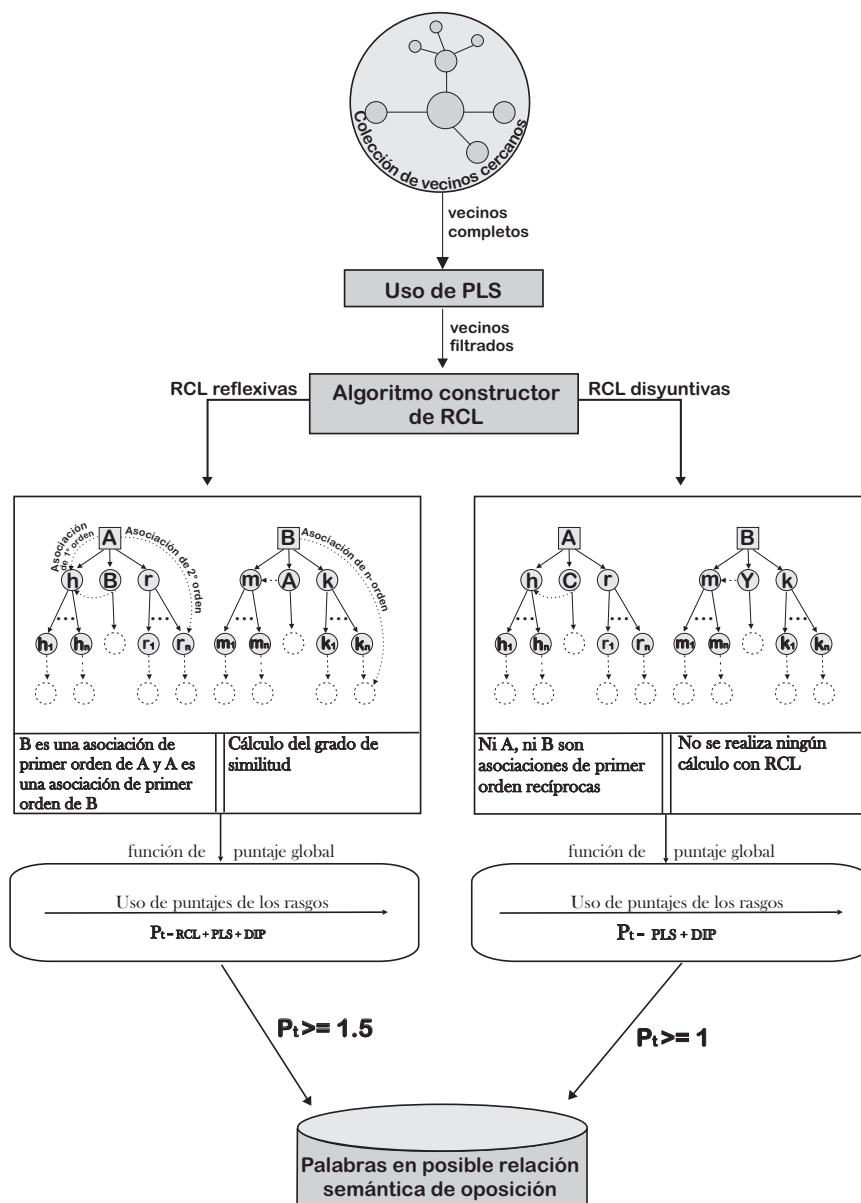 Colección de vecinos cercanos
vecinos
completos
Uso de PLS
vecinos
filtrados
RCL reflexivas
Algoritmo constructor
de RCL
RCL disyuntivas
Asociación
de 1º orden
A
Asociación de 2º orden
h
B
r
...
...
h1
hn
r1
rn
B
Asociación de n- orden
m
A
k
...
...
m1
mn
k1
kn
A
h
C
r
...
...
h1
hn
r1
rn
B
m
Y
k
...
...
m1
mn
k1
kn
B es una asociación de
primer orden de A y A es
una asociación de primer
orden de B
Cálculo del grado de
similitud
Ni A, ni B son
asociaciones de primer
orden recíprocas
No se realiza ningún
cálculo con RCL
función de puntaje global
Uso de puntajes de los rasgos
Pt = RCL + PLS + DIP
función de puntaje global
Uso de puntajes de los rasgos
Pt = PLS + DIP
Pt >= 1.5
Pt >= 1
Palabras en posible relación
semántica de oposición